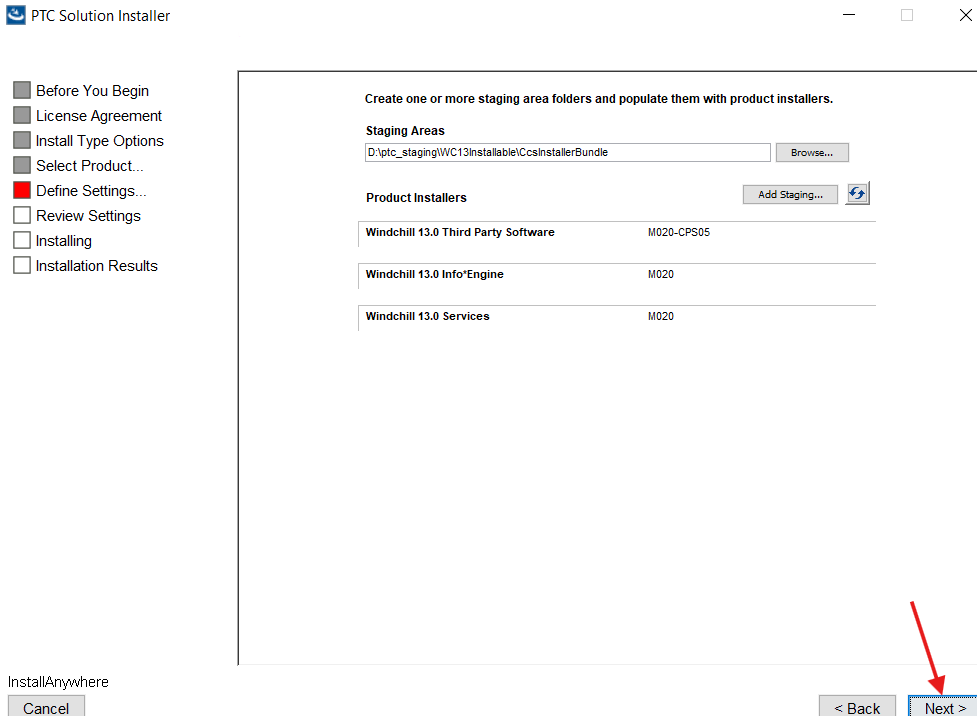 PTC Solution Installer
Before You Begin
License Agreement
Install Type Options
Select Product...
Define Settings...
Review Settings
Installing
Installation Results
Create one or more staging area folders and populate them with product installers.
Staging Areas
D:\ptc_staging\WC13Installable\CcsInstallerBundle Browse...
Product Installers Add Staging...
Windchill 13.0 Third Party Software M020-CPS05
Windchill 13.0 Info*Engine M020
Windchill 13.0 Services M020
InstallAnywhere
Cancel < Back Next >